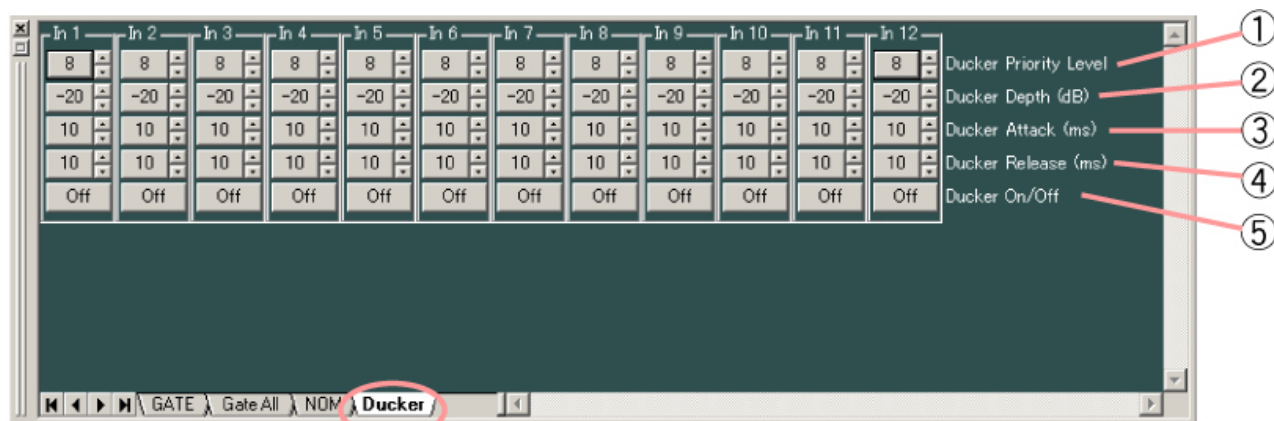 In 1 In 2 In 3 In 4 In 5 In 6 In 7 In 8 In 9 In 10 In 11 In 12 ①
8 8 8 8 8 8 8 8 8 8 8 8 Ducker Priority Level
②
-20 -20 -20 -20 -20 -20 -20 -20 -20 -20 -20 -20 Ducker Depth (dB)
10 10 10 10 10 10 10 10 10 10 10 10 Ducker Attack (ms) ③
10 10 10 10 10 10 10 10 10 10 10 10 Ducker Release (ms) ④
Off Off Off Off Off Off Off Off Off Off Off Off Ducker On/Off
⑤
GATE Gate All NOM Ducker